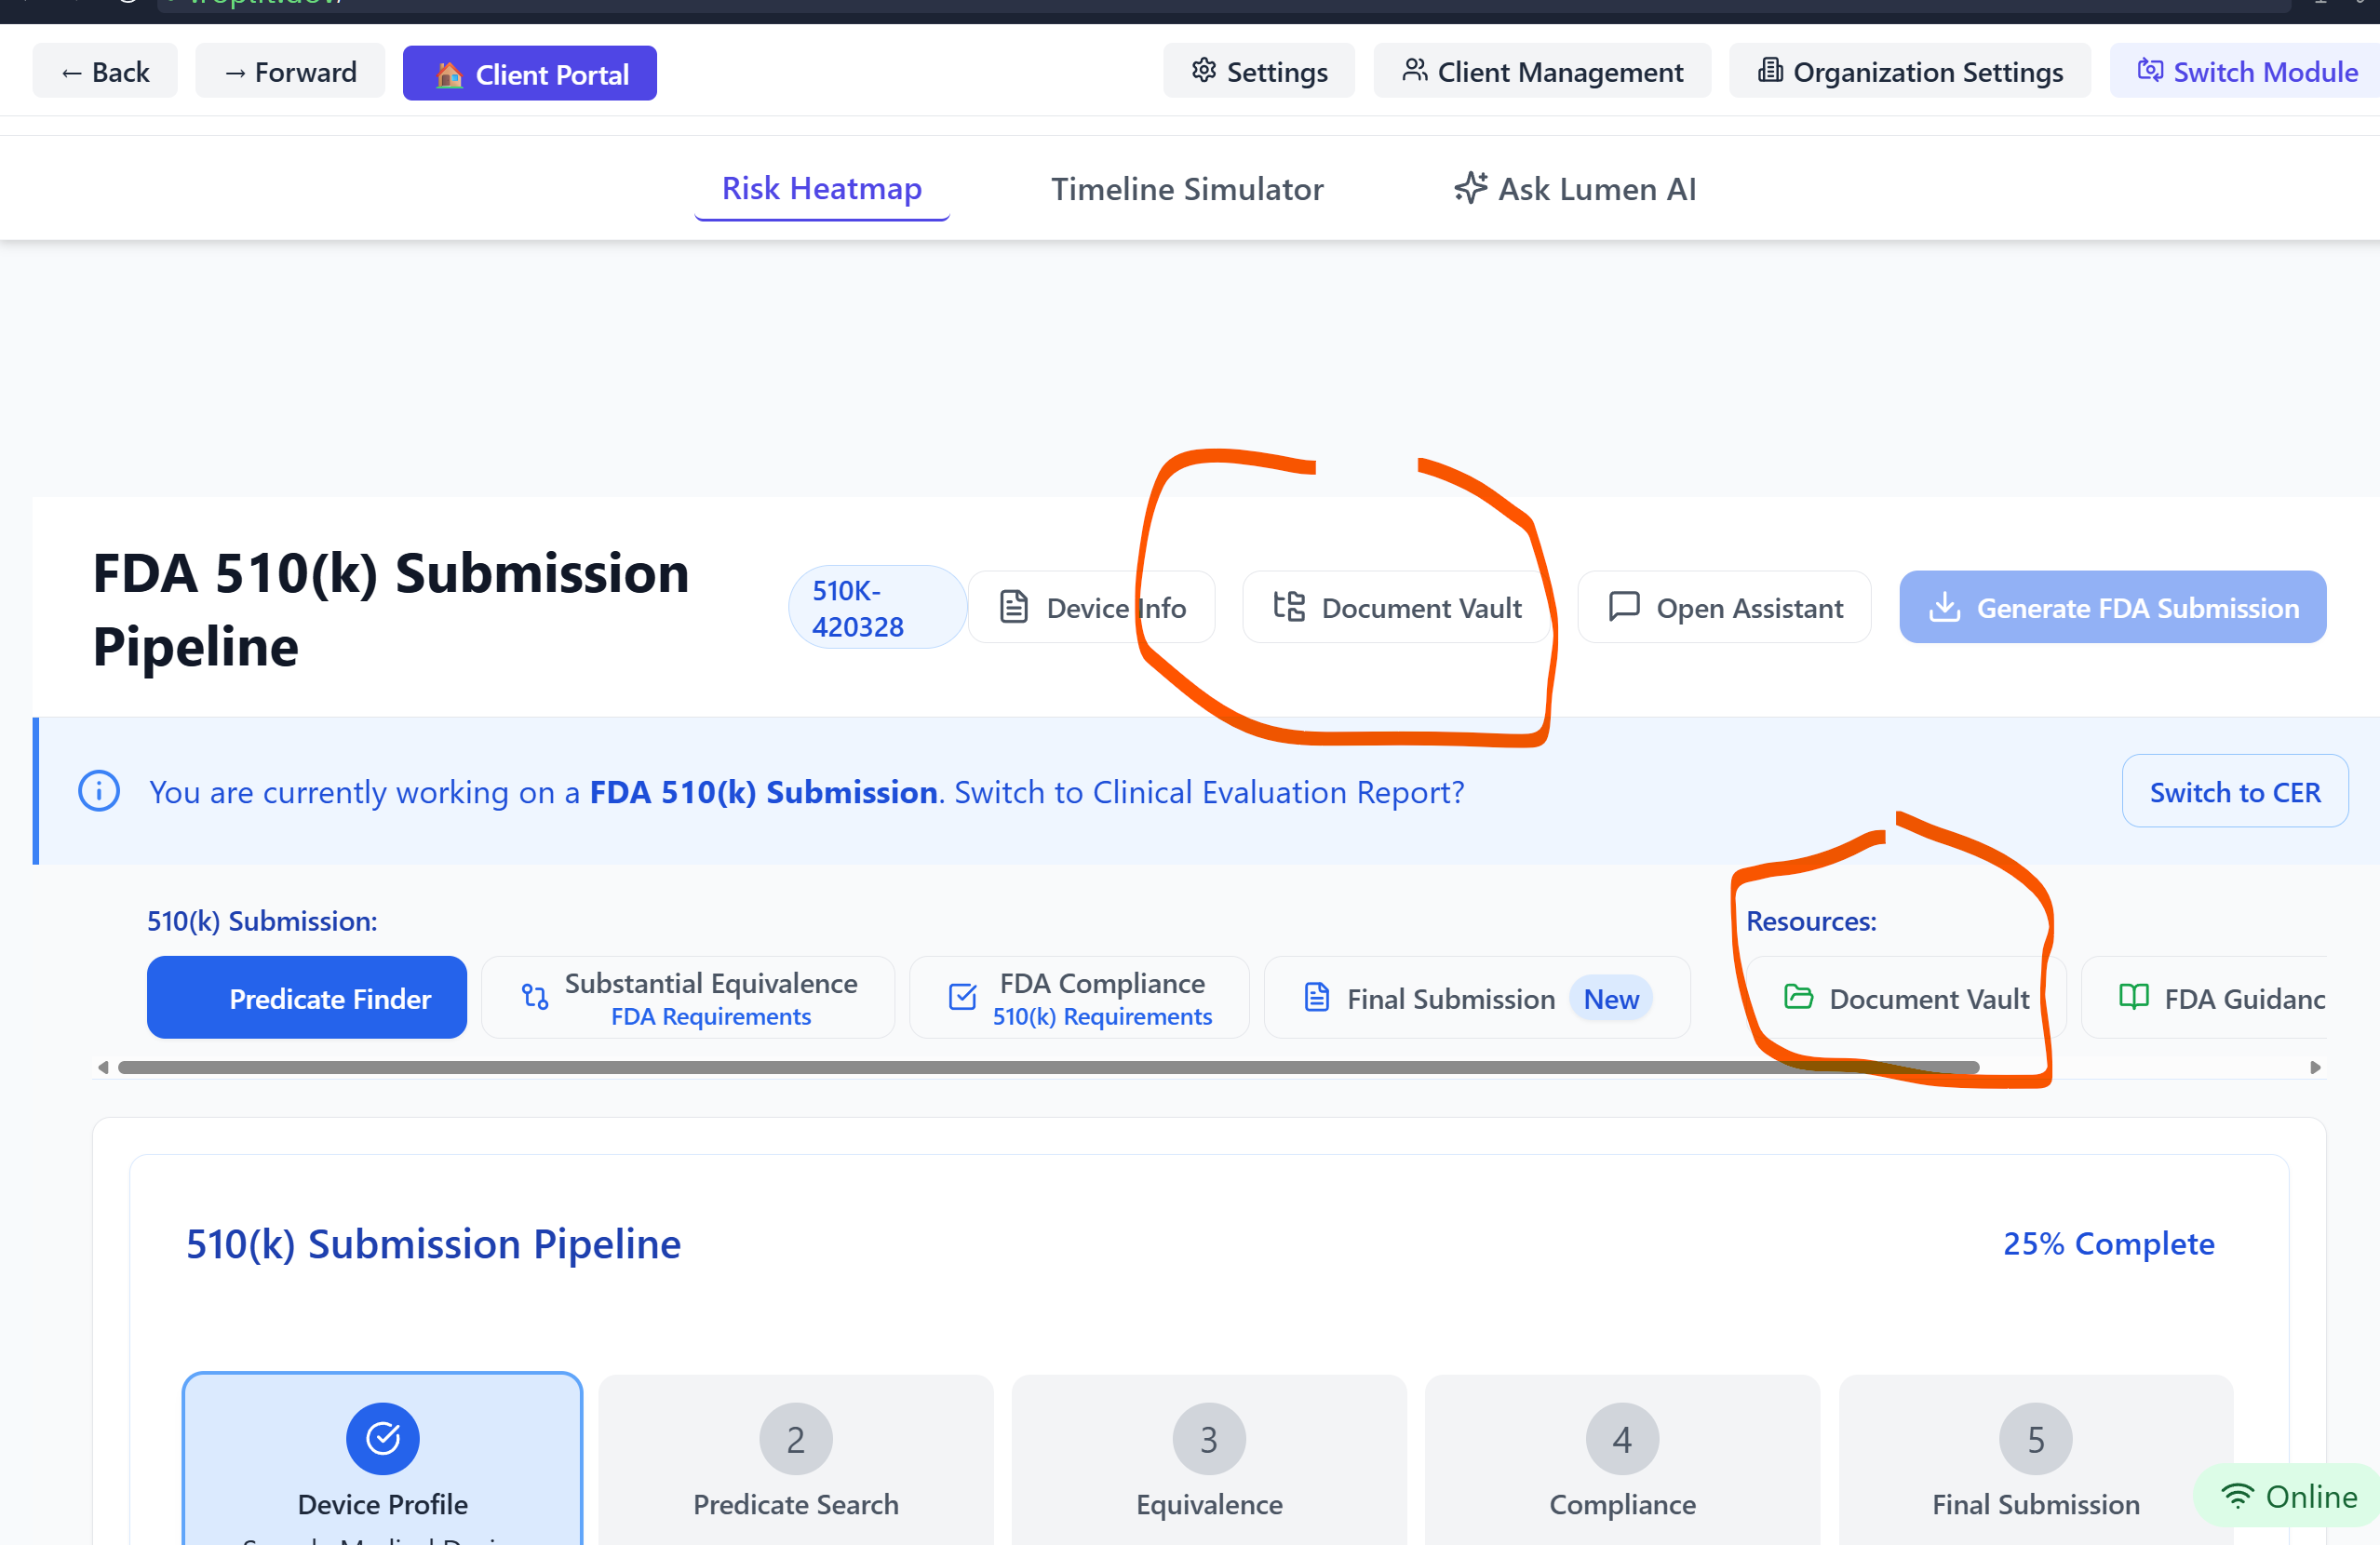 ← Back
→ Forward
Client Portal
Settings
Client Management
Organization Settings
Switch Module
Risk Heatmap
Timeline Simulator
Ask Lumen AI
FDA 510(k) Submission
Pipeline
510K-
420328
Device Info
Document Vault
Open Assistant
Generate FDA Submission
You are currently working on a FDA 510(k) Submission. Switch to Clinical Evaluation Report?
Switch to CER
510(k) Submission:
Resources:
Predicate Finder
Substantial Equivalence
FDA Requirements
FDA Compliance
510(k) Requirements
Final Submission New
Document Vault
FDA Guidanc
510(k) Submission Pipeline
25% Complete
2
3
4
5
Device Profile
Predicate Search
Equivalence
Compliance
Final Submission
Online